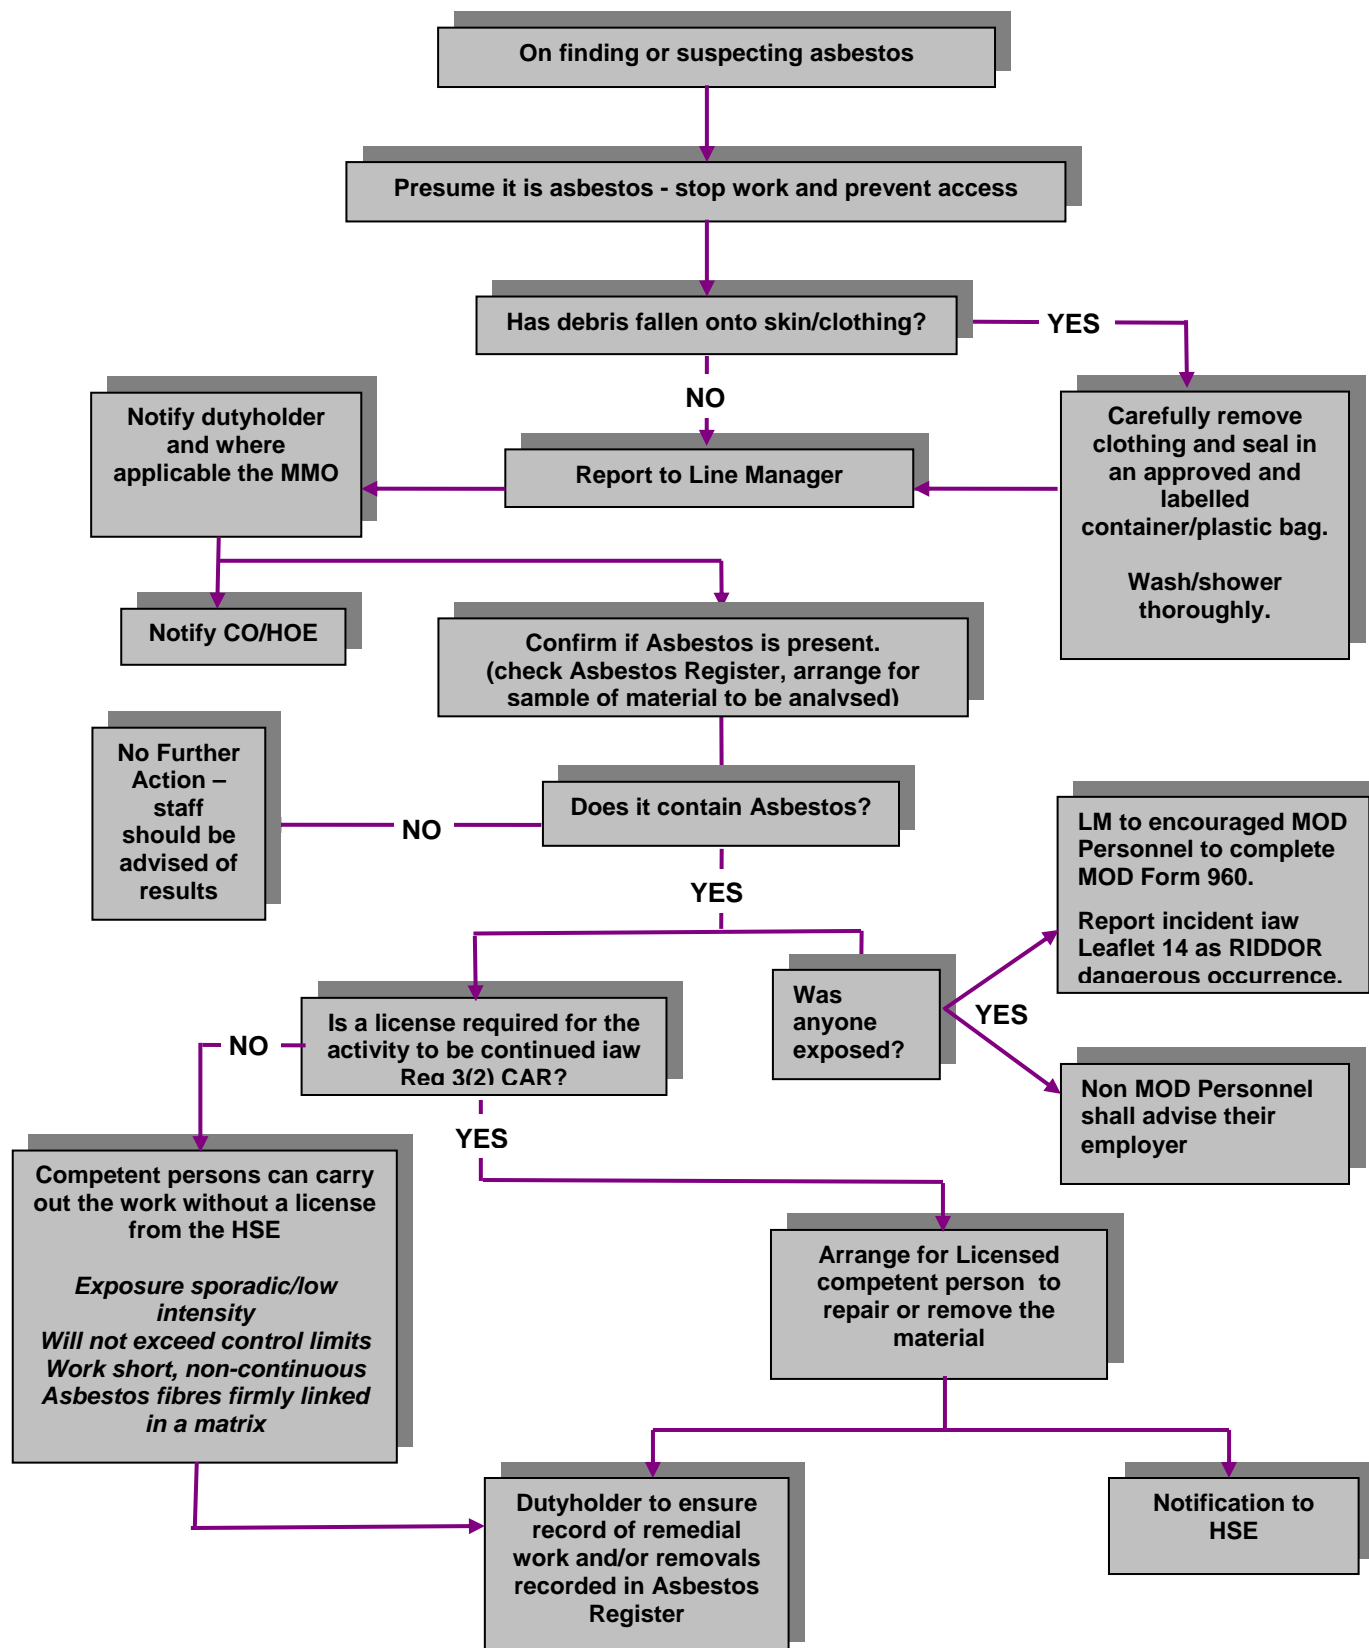 On finding or suspecting asbestos
Presume it is asbestos - stop work and prevent access
Has debris fallen onto skin/clothing?
YES
NO
Carefully remove
clothing and seal in
an approved and
labelled
container/plastic bag.
Wash/shower
thoroughly.
Report to Line Manager
Notify dutyholder
and where
applicable the MMO
Notify CO/HOE
Confirm if Asbestos is present.
(check Asbestos Register, arrange for
sample of material to be analysed)
Does it contain Asbestos?
NO
No Further
Action –
staff
should be
advised of
results
YES
Was
anyone
exposed?
YES
LM to encouraged MOD
Personnel to complete
MOD Form 960.
Report incident iaw
Leaflet 14 as RIDDOR
dangerous occurrence.
Non MOD Personnel
shall advise their
employer
Is a license required for the
activity to be continued iaw
Reg 3(2) CAR?
NO
YES
Competent persons can carry
out the work without a license
from the HSE
Exposure sporadic/low
intensity
Will not exceed control limits
Work short, non-continuous
Asbestos fibres firmly linked
in a matrix
Arrange for Licensed
competent person to
repair or remove the
material
Dutyholder to ensure
record of remedial
work and/or removals
recorded in Asbestos
Register
Notification to
HSE